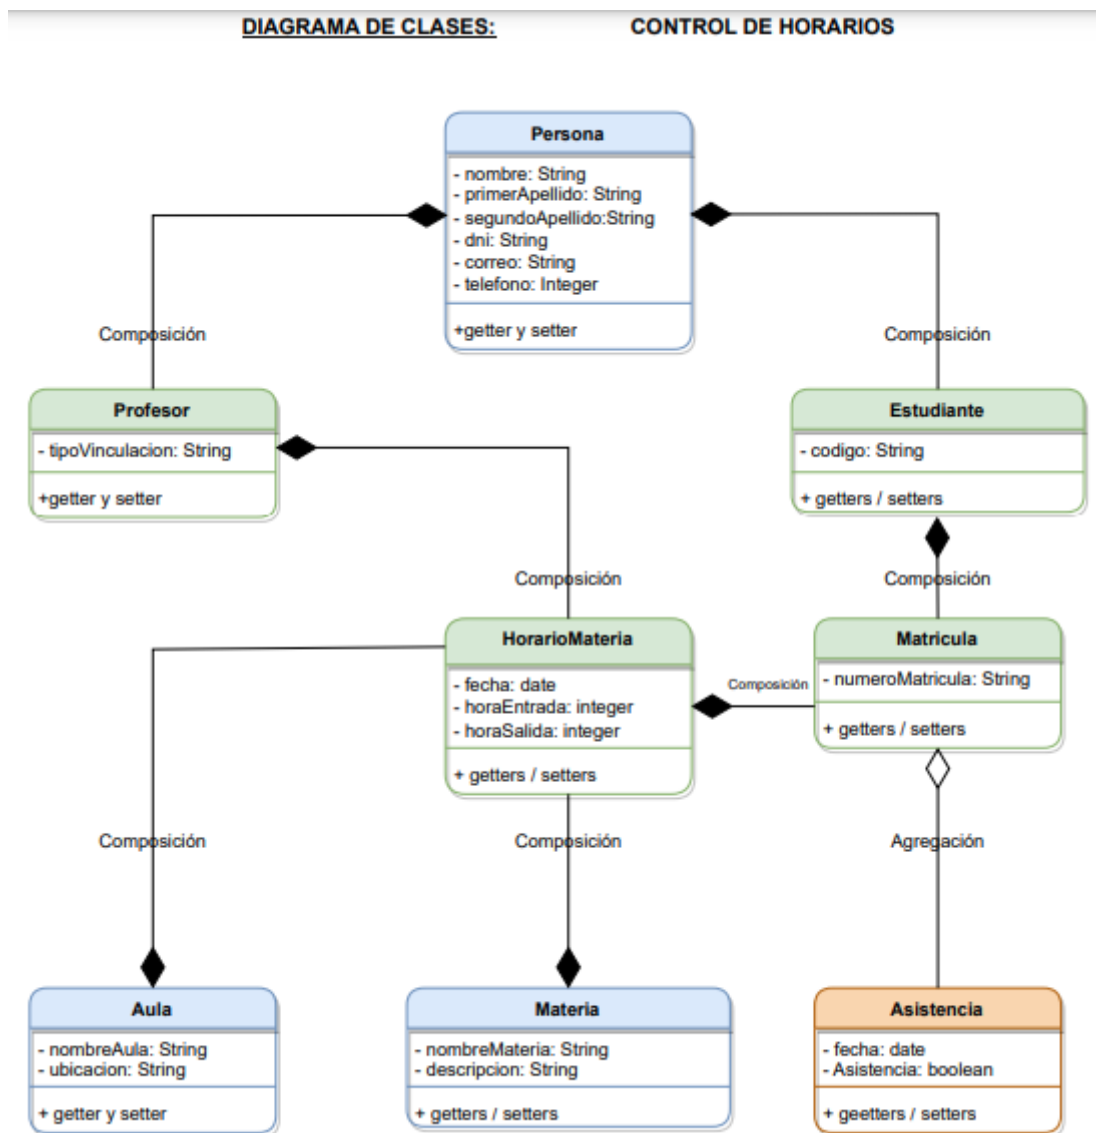 DIAGRAMA DE CLASES: CONTROL DE HORARIOS
Persona
- nombre: String
- primerApellido: String
- segundoApellido:String
- dni: String
- correo: String
- telefono: Integer
+getter y setter
Composición
Composición
Profesor
- tipoVinculacion: String
+getter y setter
Estudiante
- codigo: String
+ getters / setters
Composición
Composición
HorarioMateria
- fecha: date
- horaEntrada: integer
- horaSalida: integer
+ getters / setters
Composición
Matricula
- numeroMatricula: String
+ getters / setters
Composición
Composición
Agregación
Aula
- nombreAula: String
- ubicacion: String
+ getter y setter
Materia
- nombreMateria: String
- descripcion: String
+ getters / setters
Asistencia
- fecha: date
- Asistencia: boolean
+ geetters / setters